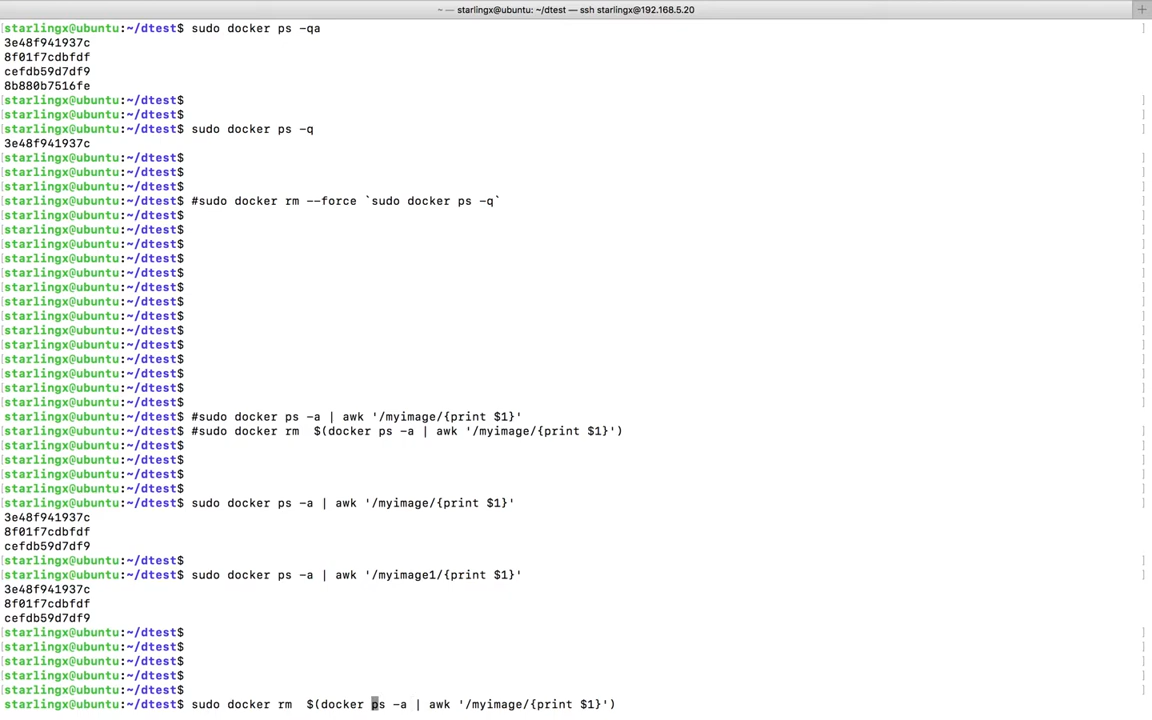 ~ — starlingx@ubuntu: ~/dtest — ssh starlingx@192.168.5.20
[starlingx@ubuntu:~/dtest$ sudo docker ps -qa ]
3e48f941937c
8f01f7cdbfdf
cefdb59d7df9
8b880b7516fe
[starlingx@ubuntu:~/dtest$ ]
[starlingx@ubuntu:~/dtest$ ]
[starlingx@ubuntu:~/dtest$ sudo docker ps -q ]
3e48f941937c
[starlingx@ubuntu:~/dtest$ ]
[starlingx@ubuntu:~/dtest$ ]
[starlingx@ubuntu:~/dtest$ ]
[starlingx@ubuntu:~/dtest$ #sudo docker rm --force `sudo docker ps -q` ]
[starlingx@ubuntu:~/dtest$ ]
[starlingx@ubuntu:~/dtest$ ]
[starlingx@ubuntu:~/dtest$ ]
[starlingx@ubuntu:~/dtest$ ]
[starlingx@ubuntu:~/dtest$ ]
[starlingx@ubuntu:~/dtest$ ]
[starlingx@ubuntu:~/dtest$ ]
[starlingx@ubuntu:~/dtest$ ]
[starlingx@ubuntu:~/dtest$ ]
[starlingx@ubuntu:~/dtest$ ]
[starlingx@ubuntu:~/dtest$ ]
[starlingx@ubuntu:~/dtest$ ]
[starlingx@ubuntu:~/dtest$ ]
[starlingx@ubuntu:~/dtest$ ]
[starlingx@ubuntu:~/dtest$ #sudo docker ps -a | awk '/myimage/{print $1}' ]
[starlingx@ubuntu:~/dtest$ #sudo docker rm  $(docker ps -a | awk '/myimage/{print $1}') ]
[starlingx@ubuntu:~/dtest$ ]
[starlingx@ubuntu:~/dtest$ ]
[starlingx@ubuntu:~/dtest$ ]
[starlingx@ubuntu:~/dtest$ ]
[starlingx@ubuntu:~/dtest$ sudo docker ps -a | awk '/myimage/{print $1}' ]
3e48f941937c
8f01f7cdbfdf
cefdb59d7df9
[starlingx@ubuntu:~/dtest$ ]
[starlingx@ubuntu:~/dtest$ sudo docker ps -a | awk '/myimage1/{print $1}' ]
3e48f941937c
8f01f7cdbfdf
cefdb59d7df9
[starlingx@ubuntu:~/dtest$ ]
[starlingx@ubuntu:~/dtest$ ]
[starlingx@ubuntu:~/dtest$ ]
[starlingx@ubuntu:~/dtest$ ]
[starlingx@ubuntu:~/dtest$ ]
[starlingx@ubuntu:~/dtest$ sudo docker rm  $(docker ps -a | awk '/myimage/{print $1}') ]